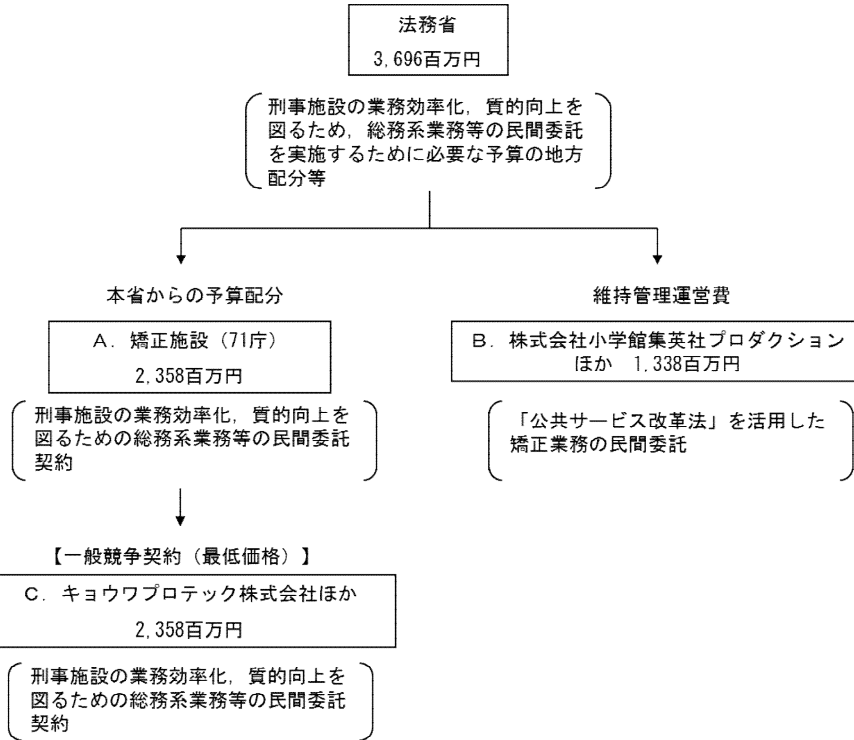 法務省
3,696百万円
刑事施設の業務効率化，質的向上を
図るため，総務系業務等の民間委託
を実施するために必要な予算の地方
配分等
本省からの予算配分
A．矯正施設（71庁）
2,358百万円
刑事施設の業務効率化，質的向上を
図るための総務系業務等の民間委託
契約
維持管理運営費
B．株式会社小学館集英社プロダクション
ほか　1,338百万円
「公共サービス改革法」を活用した
矯正業務の民間委託
【一般競争契約（最低価格）】
C．キョウワプロテック株式会社ほか
2,358百万円
刑事施設の業務効率化，質的向上を
図るための総務系業務等の民間委託
契約